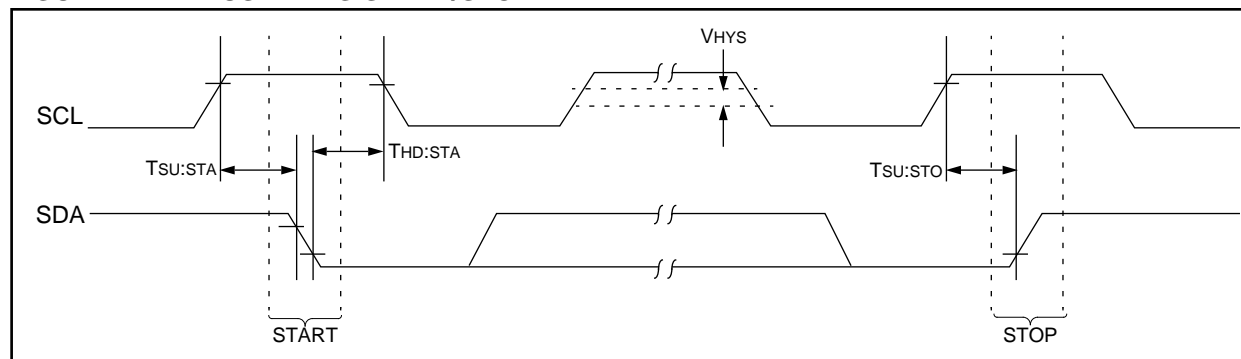 VHYS
SCL
THD:STA
TSU:STA
TSU:STO
SDA
START
STOP